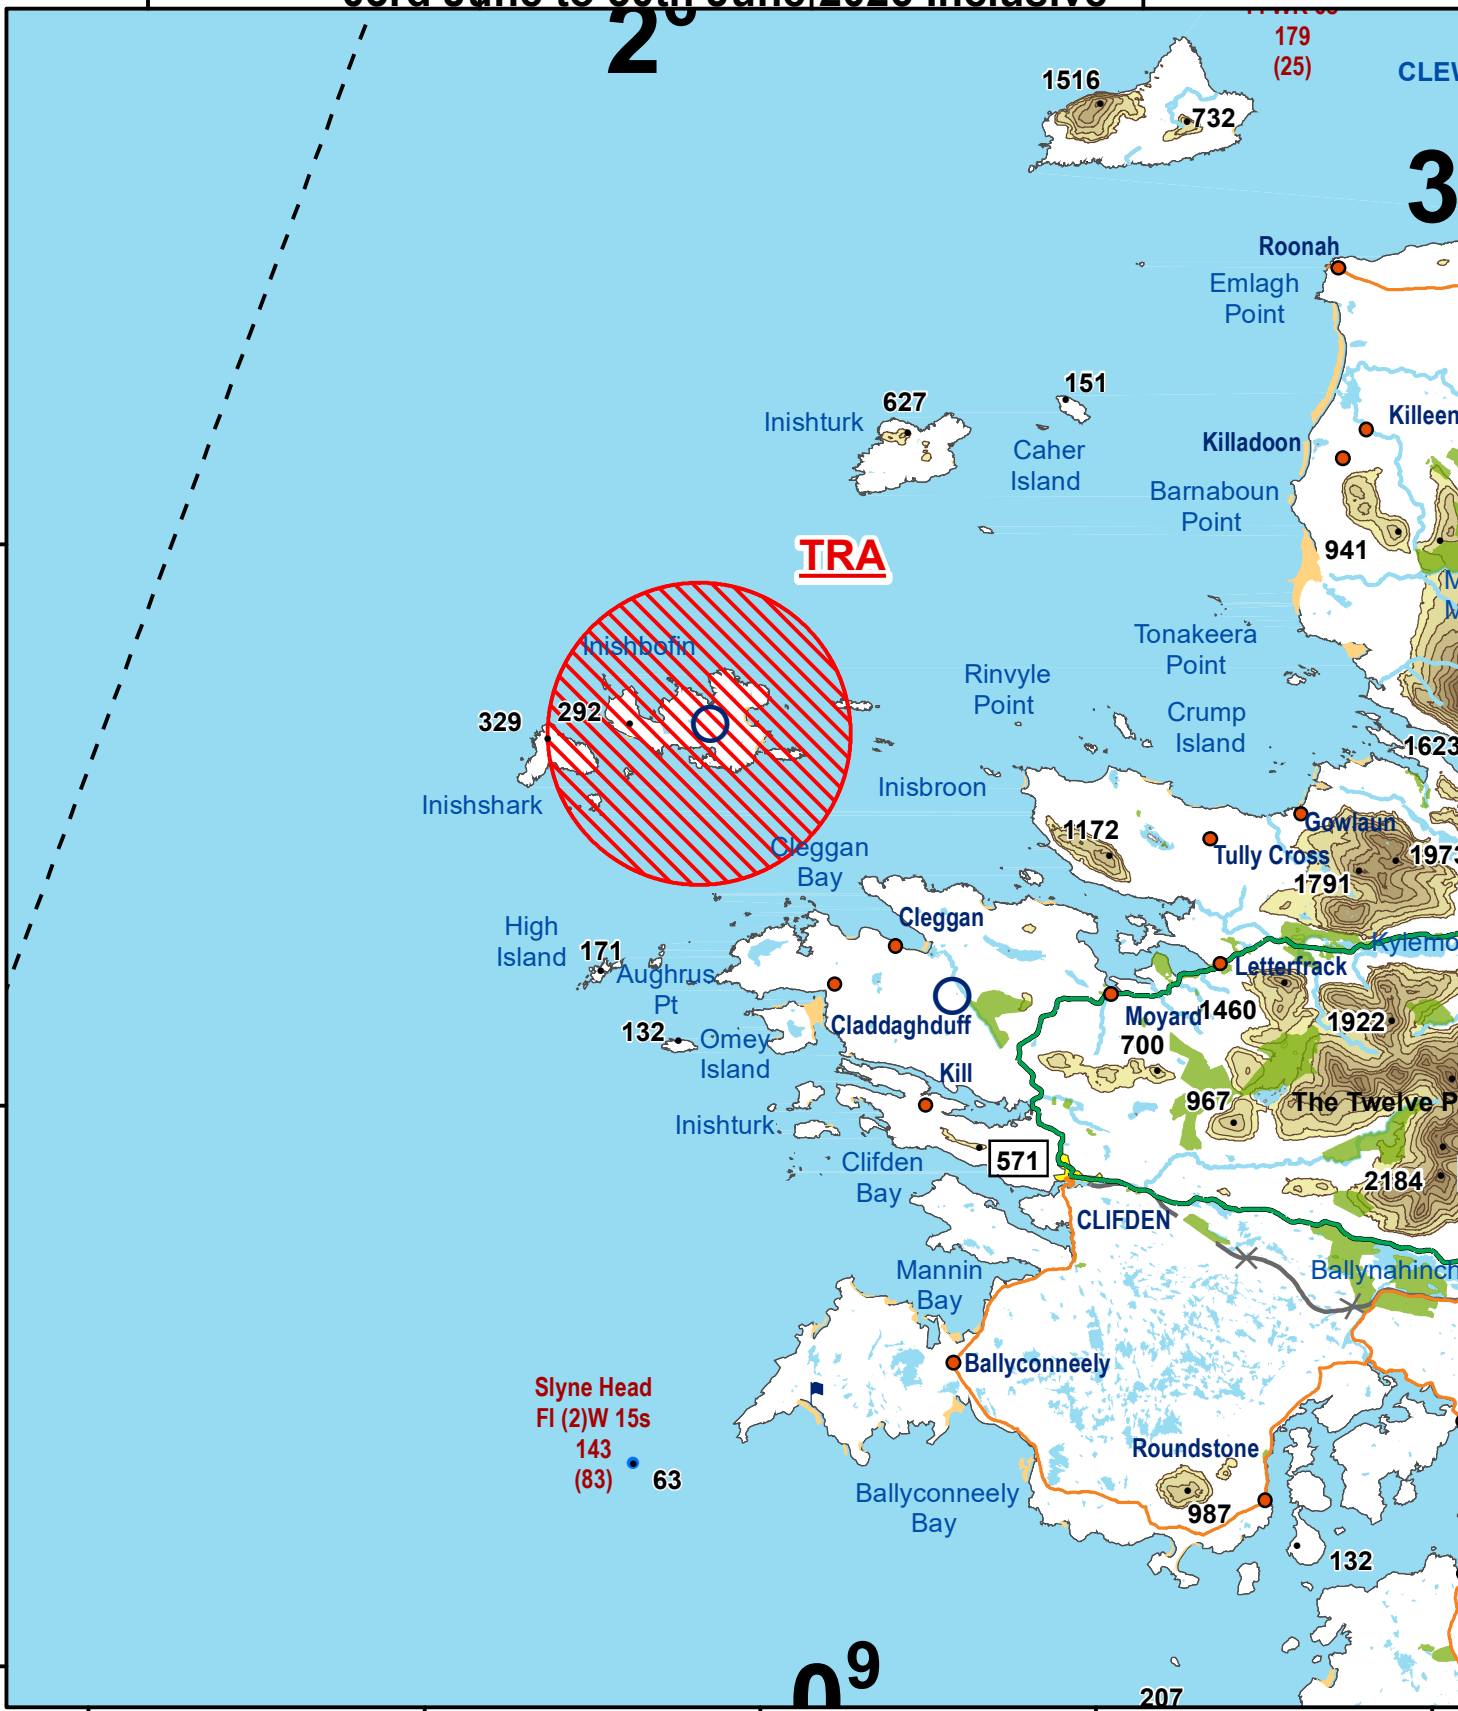 2⁰
179
(25)
CLEW
1516
732
3
Roonah
Emlagh
Point
151
627
Inishturk
Killeen
Killadoon
Caher
Island
Barnaboun
Point
941
TRA
Tonakeera
Point
Inishbofin
Rinvyle
Point
329
292
Crump
Island
1623
Inishshark
Inisbroon
Gowlaun
1172
Tully Cross
1973
1791
Cleggan
Bay
Cleggan
High
Island
171
Aughrus
Pt
Kylemo
Letterfrack
1460
Moyard
1922
Claddaghduff
132
Omey
Island
700
Kill
967
The Twelve P
Inishturk
571
Clifden
Bay
2184
CLIFDEN
Mannin
Bay
Ballynahinch
Ballyconneely
Slyne Head
Fl (2)W 15s
143
(83)
63
Roundstone
Ballyconneely
Bay
987
132
0⁹
207